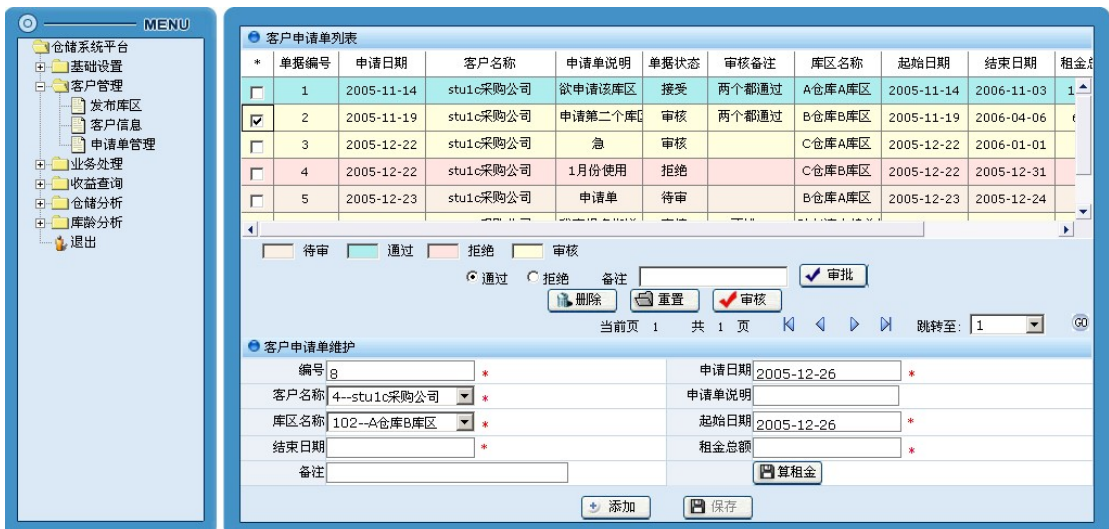 MENU
仓储系统平台
基础设置
客户管理
发布库区
客户信息
申请单管理
业务处理
收益查询
仓储分析
库龄分析
退出
客户申请单列表
* 单据编号 申请日期 客户名称 申请单说明 单据状态 审核备注 库区名称 起始日期 结束日期 租金
1 2005-11-14 stu1c采购公司 欲申请该库区 接受 两个都通过 A仓库A库区 2005-11-14 2006-11-03 1
2 2005-11-19 stu1c采购公司 申请第二个库 审核 两个都通过 B仓库B库区 2005-11-19 2006-04-06
3 2005-12-22 stu1c采购公司 急 审核 C仓库A库区 2005-12-22 2006-01-01
4 2005-12-22 stu1c采购公司 1月份使用 拒绝 C仓库B库区 2005-12-22 2005-12-31
5 2005-12-23 stu1c采购公司 申请单 待审 B仓库A库区 2005-12-23 2005-12-24
待审 通过 拒绝 审核
通过 拒绝 备注 审批
删除 重置 审核
当前页 1 共 1 页 跳转至: 1 GO
客户申请单维护
编号 8 * 申请日期 2005-12-26 *
客户名称 4--stu1c采购公司 * 申请单说明
库区名称 102--A仓库B库区 * 起始日期 2005-12-26 *
结束日期 * 租金总额 *
备注 算租金
添加 保存